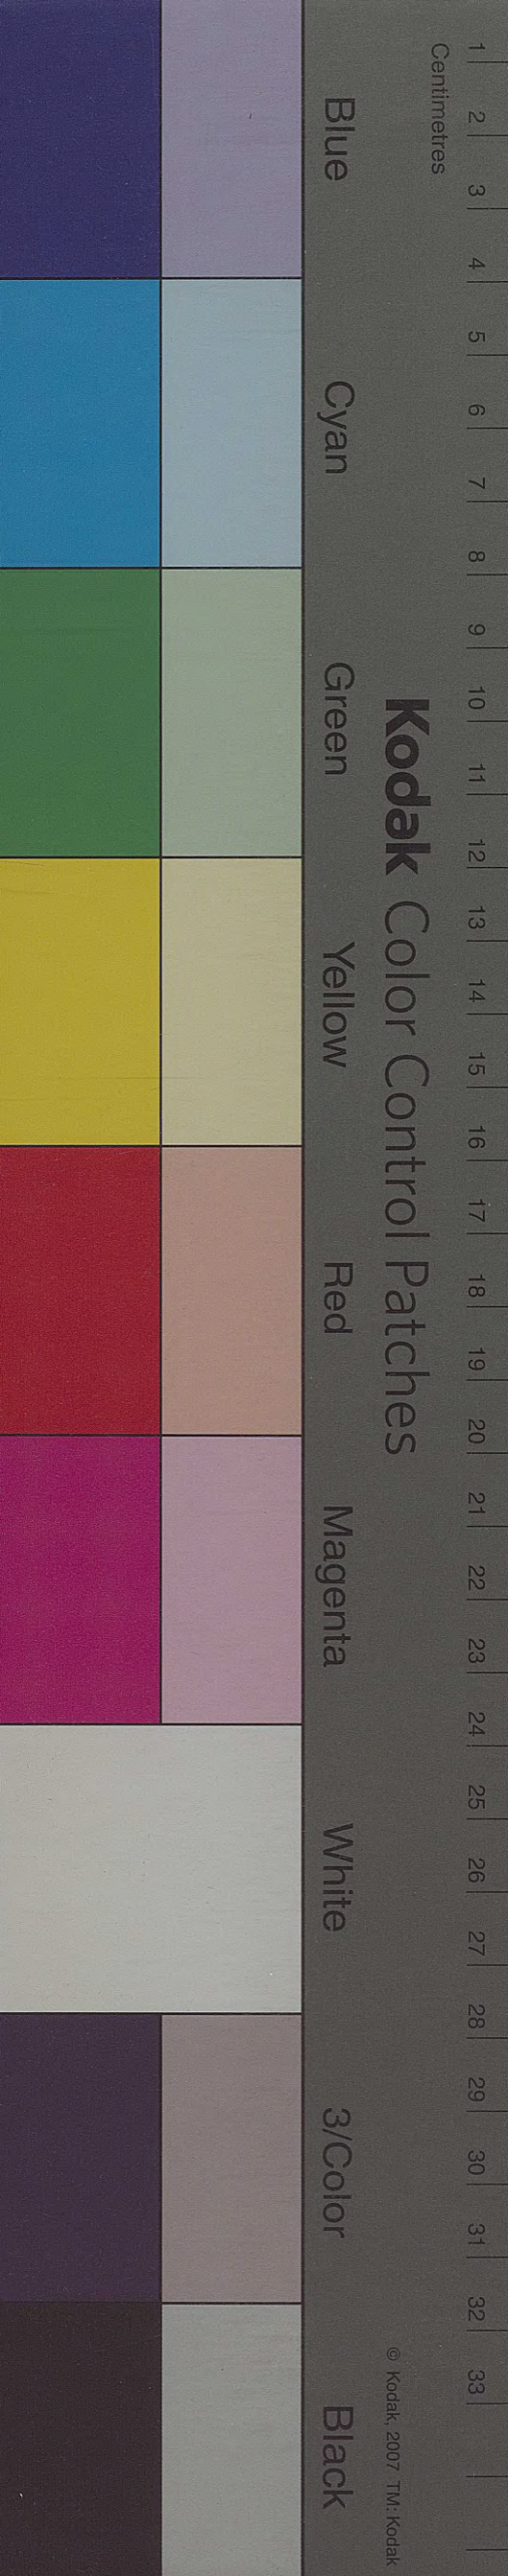 Centimetres
1 2 3 4 5 6 7 8 9 10 11 12 13 14 15 16 17 18 19 20 21 22 23 24 25 26 27 28 29 30 31 32 33
Kodak Color Control Patches
© Kodak, 2007 TM: Kodak
Blue Cyan Green Yellow Red Magenta White 3/Color Black